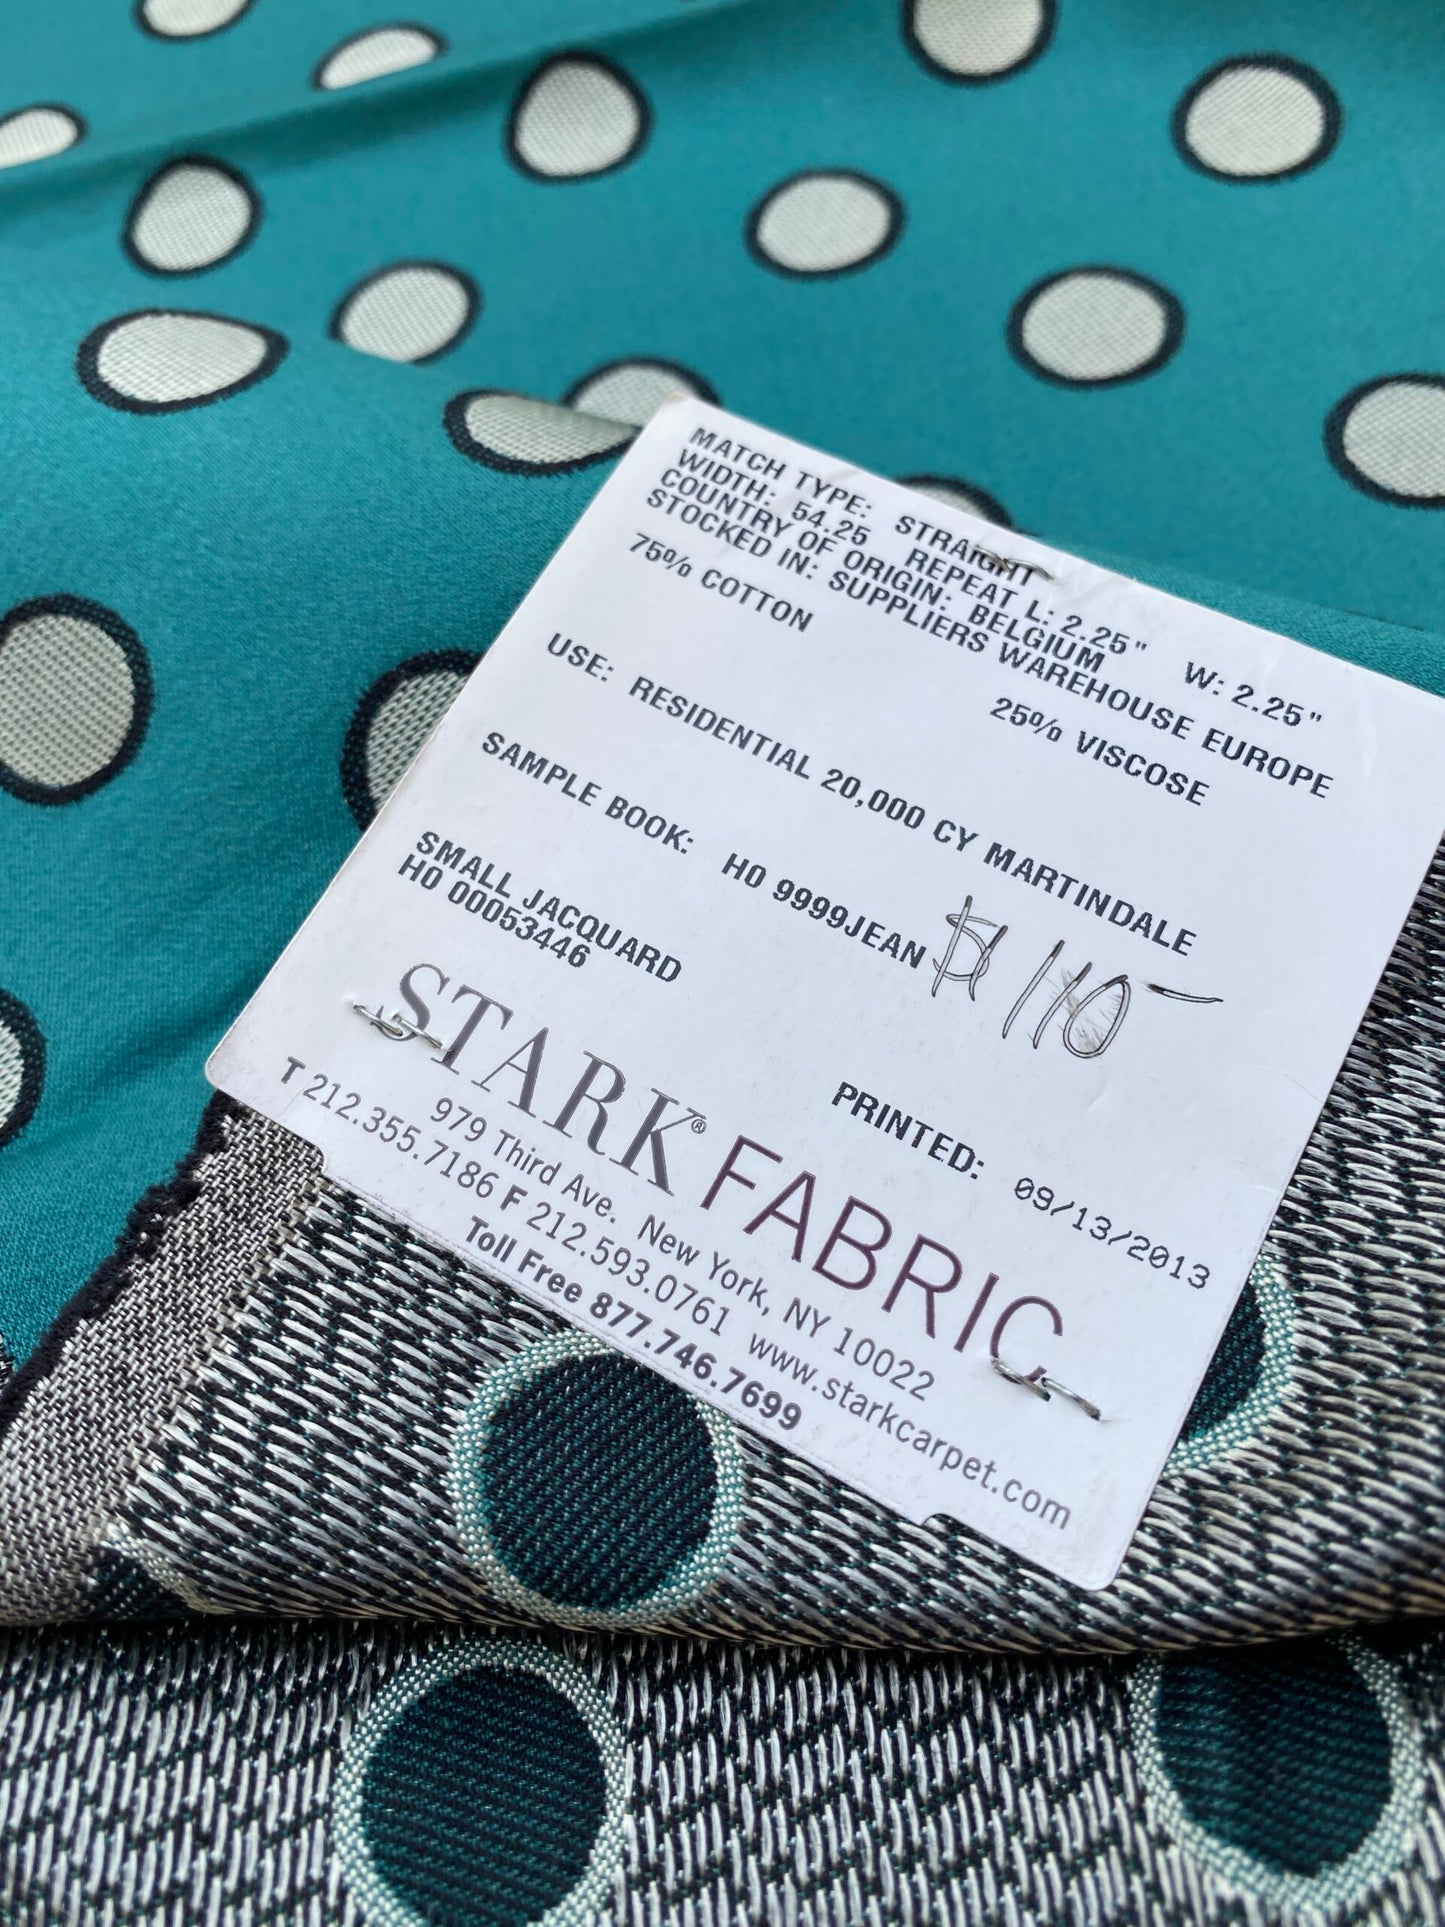 MATCH TYPE: STRAIGHT
WIDTH: 54.25 REPEAT L: 2.25" W: 2.25"
COUNTRY OF ORIGIN: BELGIUM
STOCKED IN: SUPPLIERS WAREHOUSE EUROPE
75% COTTON 25% VISCOSE
USE: RESIDENTIAL 20,000 CY MARTINDALE
SAMPLE BOOK: HO 9999JEAN
$110-
SMALL JACQUARD
HO 00053446
PRINTED: 09/13/2013
STARK® FABRIC
979 Third Ave. New York, NY 10022
T 212.355.7186 F 212.593.0761 www.starkcarpet.com
Toll Free 877.746.7699